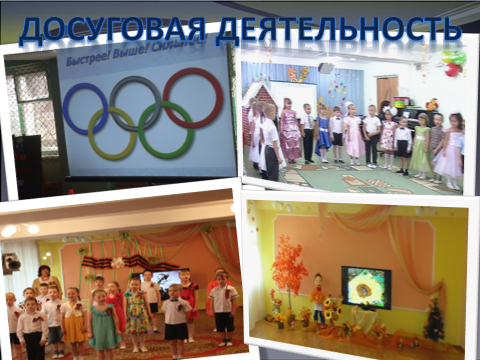 ДОСУГОВАЯ ДЕЯТЕЛЬНОСТЬ
Быстрее! Выше! Сильнее!